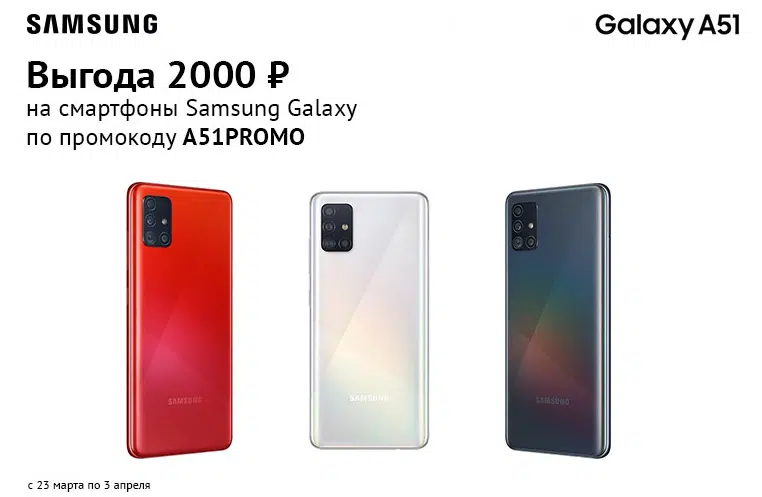 SAMSUNG
Galaxy A51
Выгода 2000 ₽
на смартфоны Samsung Galaxy
по промокоду A51PROMO
SAMSUNG
SAMSUNG
SAMSUNG
с 23 марта по 3 апреля